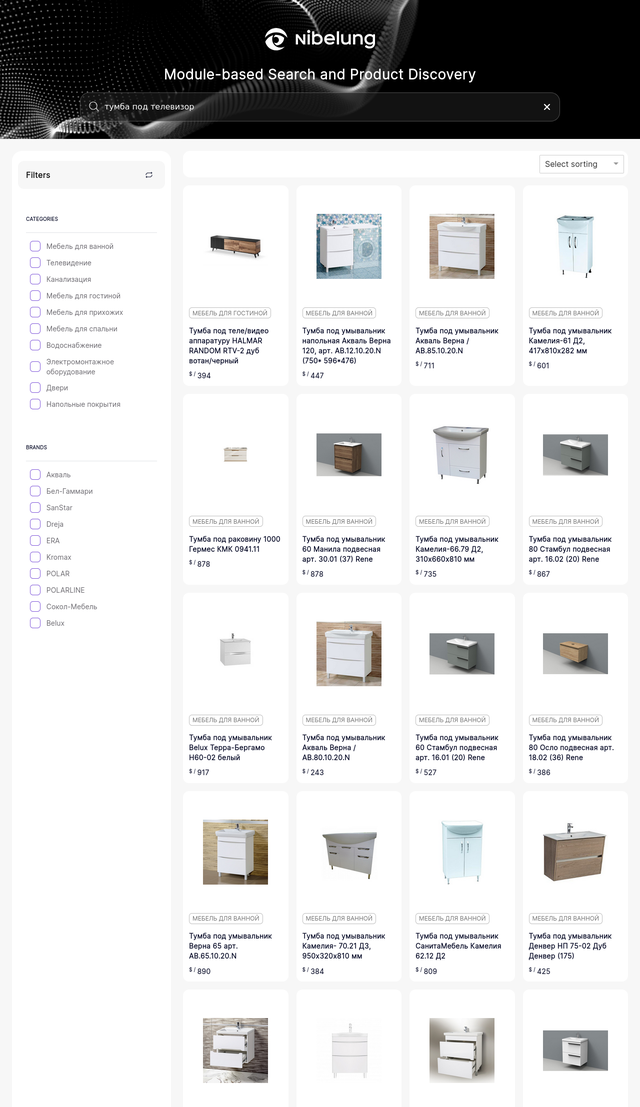 Nibelung
Module-based Search and Product Discovery
тумба под телевизор
Filters
Select sorting
CATEGORIES
Мебель для ванной
Телевидение
Канализация
Мебель для гостиной
Мебель для прихожих
Мебель для спальни
Водоснабжение
Электромонтажное
оборудование
Двери
Напольные покрытия
BRANDS
Акваль
Бел-Гаммари
SanStar
Dreja
ERA
Kromax
POLAR
POLARLINE
Сокол-Мебель
Belux
МЕБЕЛЬ ДЛЯ ГОСТИНОЙ
Тумба под теле/видео
аппаратуру HALMAR
RANDOM RTV-2 дуб
вотан/черный
$ / 394
МЕБЕЛЬ ДЛЯ ВАННОЙ
Тумба под умывальник
напольная Акваль Верна
120, арт. АВ.12.10.20.N
(750* 596*476)
$ / 447
МЕБЕЛЬ ДЛЯ ВАННОЙ
Тумба под умывальник
Акваль Верна /
АВ.85.10.20.N
$ / 711
МЕБЕЛЬ ДЛЯ ВАННОЙ
Тумба под умывальник
Камелия-61 Д2,
417х810х282 мм
$ / 601
МЕБЕЛЬ ДЛЯ ВАННОЙ
Тумба под раковину 1000
Гермес КМК 0941.11
$ / 878
МЕБЕЛЬ ДЛЯ ВАННОЙ
Тумба под умывальник
60 Манила подвесная
арт. 30.01 (37) Rene
$ / 878
МЕБЕЛЬ ДЛЯ ВАННОЙ
Тумба под умывальник
Камелия-66.79 Д2,
310х660х810 мм
$ / 735
МЕБЕЛЬ ДЛЯ ВАННОЙ
Тумба под умывальник
80 Стамбул подвесная
арт. 16.02 (20) Rene
$ / 867
МЕБЕЛЬ ДЛЯ ВАННОЙ
Тумба под умывальник
Belux Терра-Бергамо
Н60-02 белый
$ / 917
МЕБЕЛЬ ДЛЯ ВАННОЙ
Тумба под умывальник
Акваль Верна /
АВ.80.10.20.N
$ / 243
МЕБЕЛЬ ДЛЯ ВАННОЙ
Тумба под умывальник
60 Стамбул подвесная
арт. 16.01 (20) Rene
$ / 527
МЕБЕЛЬ ДЛЯ ВАННОЙ
Тумба под умывальник
80 Осло подвесная арт.
18.02 (36) Rene
$ / 386
МЕБЕЛЬ ДЛЯ ВАННОЙ
Тумба под умывальник
Верна 65 арт.
АВ.65.10.20.N
$ / 890
МЕБЕЛЬ ДЛЯ ВАННОЙ
Тумба под умывальник
Камелия- 70.21 Д3,
950х320х810 мм
$ / 384
МЕБЕЛЬ ДЛЯ ВАННОЙ
Тумба под умывальник
СанитаМебель Камелия
62.12 Д2
$ / 809
МЕБЕЛЬ ДЛЯ ВАННОЙ
Тумба под умывальник
Денвер НП 75-02 Дуб
Денвер (175)
$ / 425